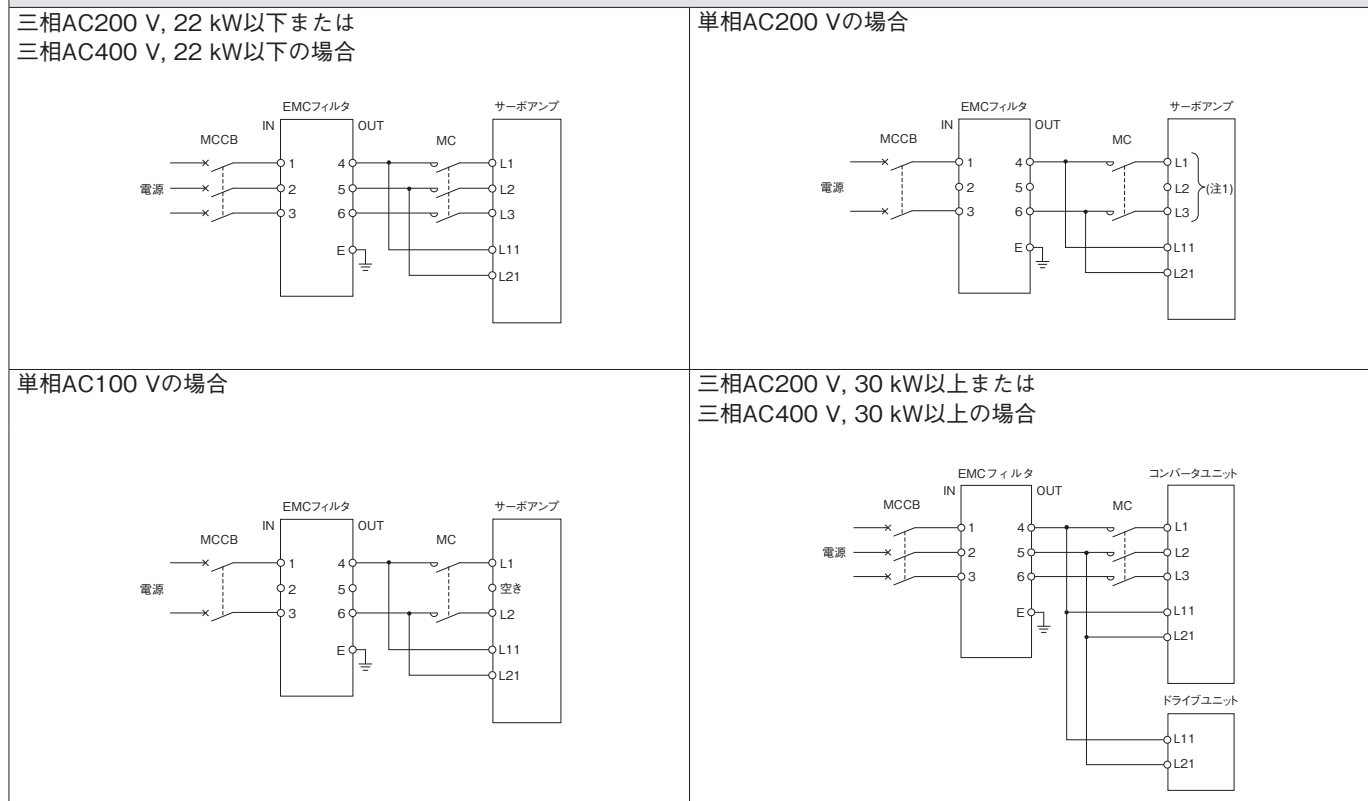 三相AC200 V, 22 kW以下または
三相AC400 V, 22 kW以下の場合
EMCフィルタ
サーボアンプ
IN
OUT
MCCB
MC
1
4
L1
電源
2
5
L2
3
6
L3
E
L11
L21
単相AC200 Vの場合
EMCフィルタ
サーボアンプ
IN
OUT
MCCB
MC
1
4
L1
電源
2
5
L2
(注1)
3
6
L3
E
L11
L21
単相AC100 Vの場合
EMCフィルタ
サーボアンプ
IN
OUT
MCCB
MC
1
4
L1
電源
2
5
空き
3
6
L2
E
L11
L21
三相AC200 V, 30 kW以上または
三相AC400 V, 30 kW以上の場合
EMCフィルタ
コンバータユニット
IN
OUT
MCCB
MC
1
4
L1
電源
2
5
L2
3
6
L3
E
L11
L21
ドライブユニット
L11
L21